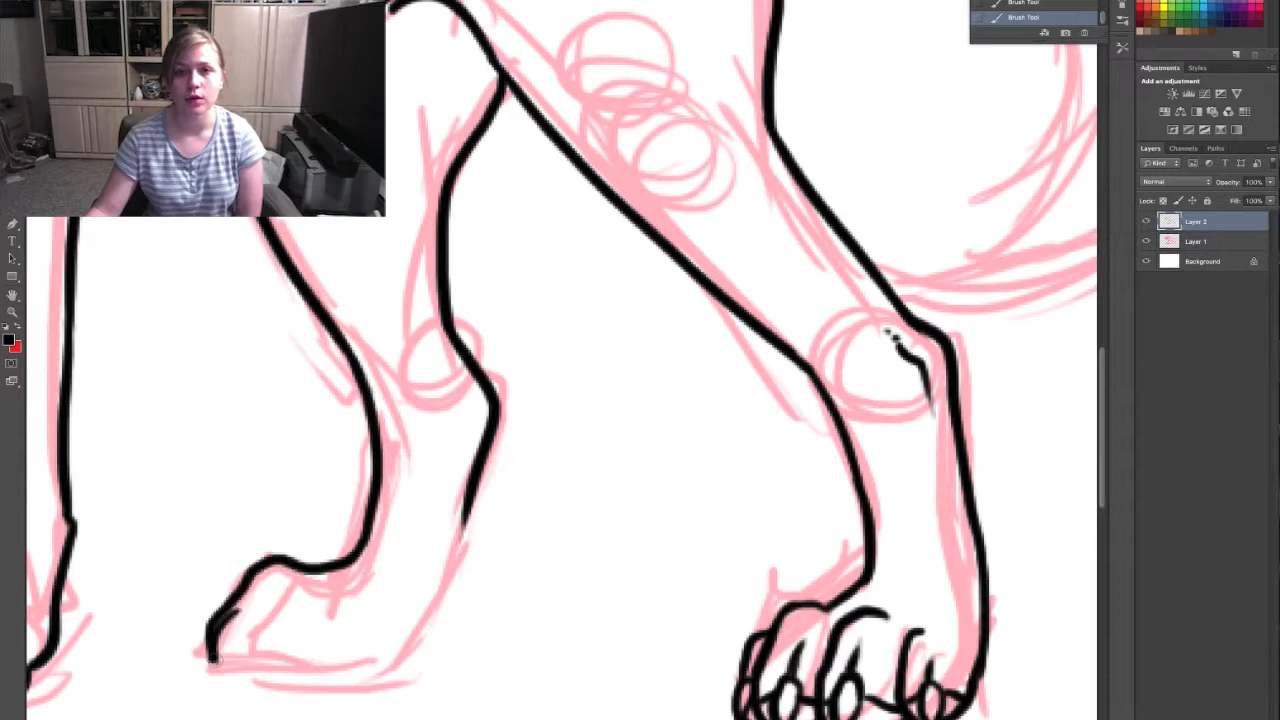 Brush Tool
Brush Tool
Adjustments Styles
Add an adjustment
Layers Channels Paths
Kind
Normal Opacity: 100%
Lock: Fill: 100%
Layer 2
Layer 1
Background
T